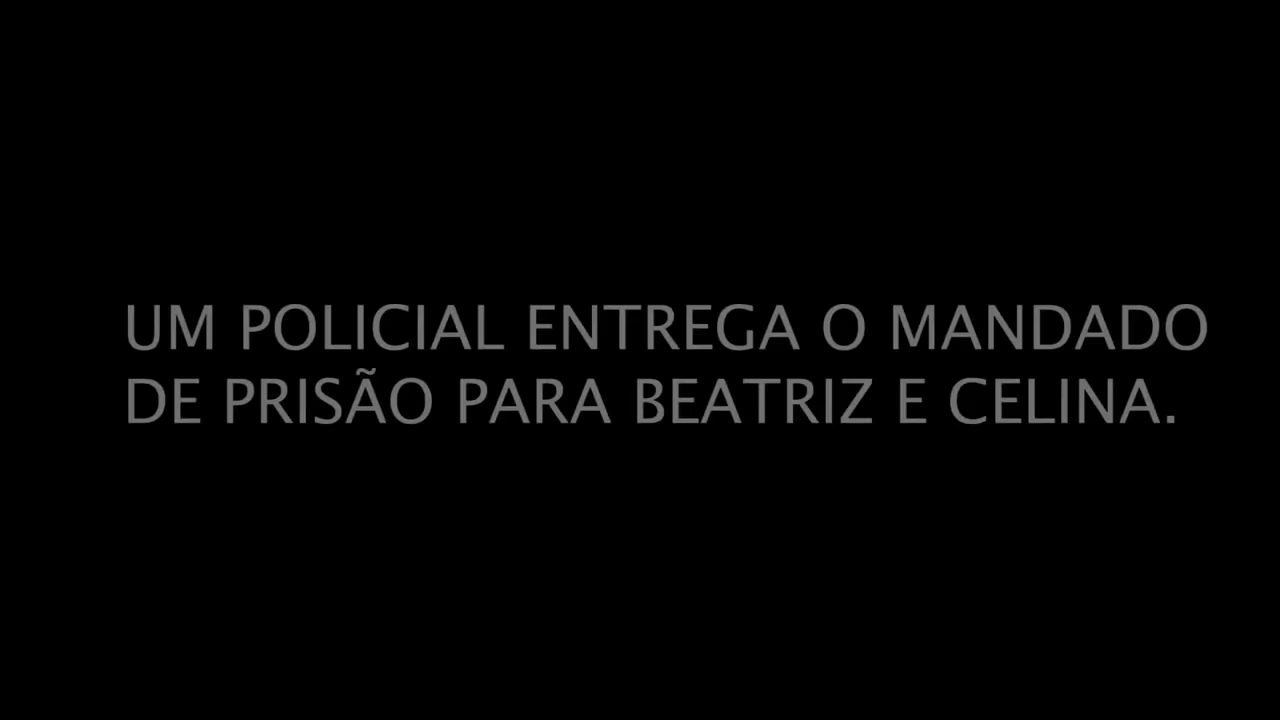 UM POLICIAL ENTREGA O MANDADO
DE PRISÃO PARA BEATRIZ E CELINA.